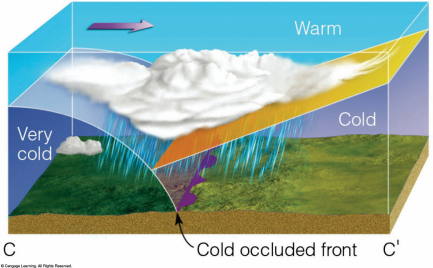 Warm
Very
cold
Cold
C
Cold occluded front
C'
© Cengage Learning. All Rights Reserved.